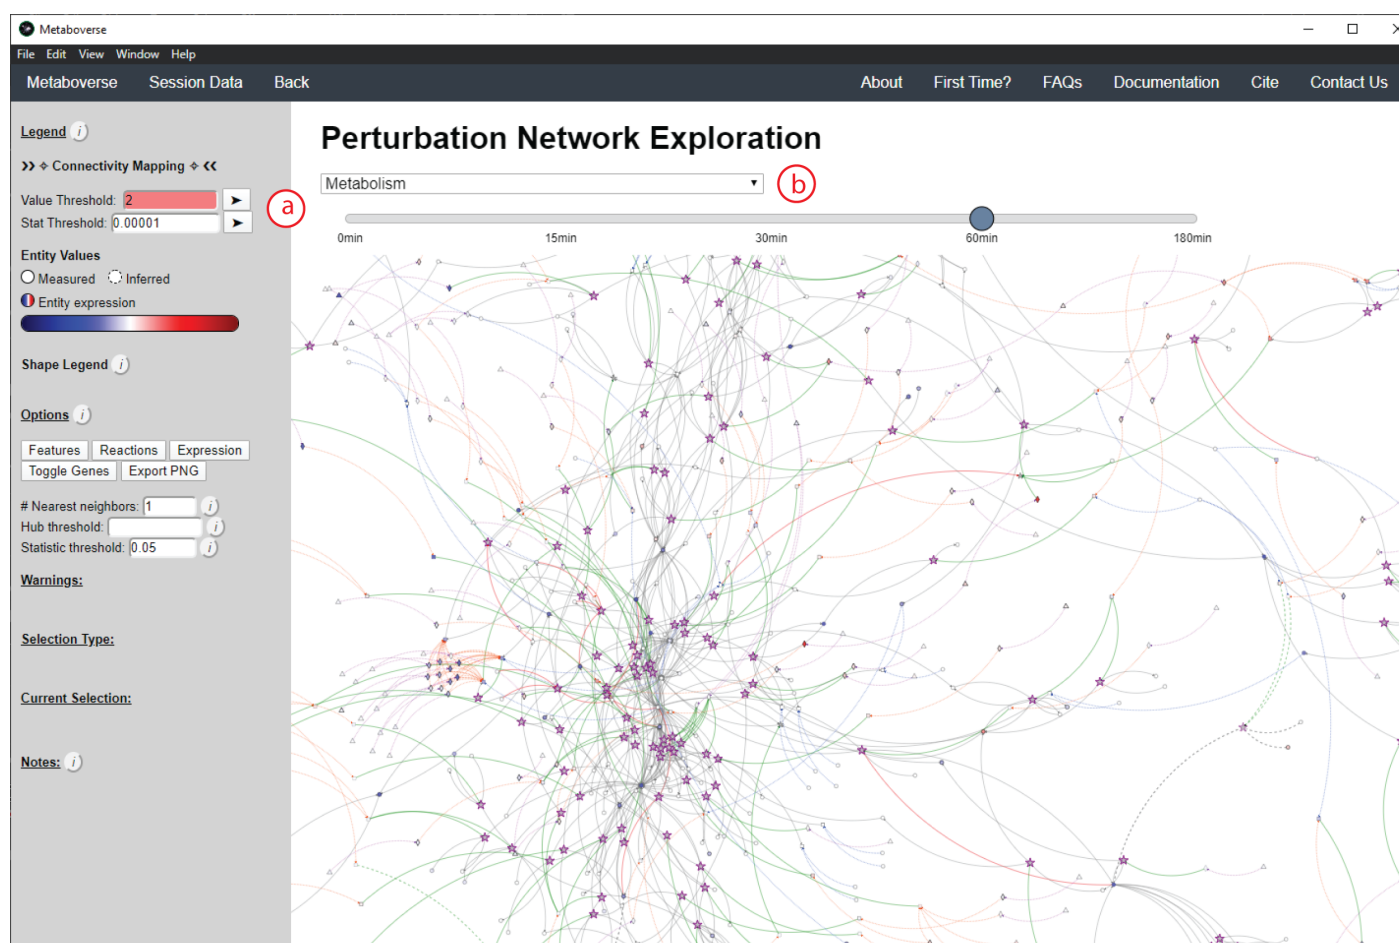 Metaboverse
File Edit View Window Help
Metaboverse Session Data Back About First Time? FAQs Documentation Cite Contact Us
Legend i
Connectivity Mapping
Value Threshold: 2
Stat Threshold: 0.00001
a
Entity Values
Measured Inferred
Entity expression
Shape Legend i
Options i
Features Reactions Expression
Toggle Genes Export PNG
# Nearest neighbors: 1 i
Hub threshold: i
Statistic threshold: 0.05 i
Warnings:
Selection Type:
Current Selection:
Notes: i
Perturbation Network Exploration
Metabolism
b
0min 15min 30min 60min 180min